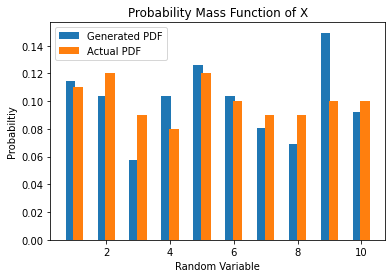 Probability Mass Function of X
Generated PDF
Actual PDF
0.14
0.12
0.10
0.08
0.06
0.04
0.02
0.00
Probabiltiy
2 4 6 8 10
Random Variable